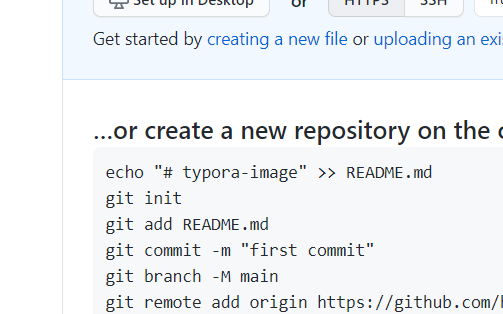 Set up in Desktop or HTTPS SSH
Get started by creating a new file or uploading an
…or create a new repository on the
echo "# typora-image" >> README.md
git init
git add README.md
git commit -m "first commit"
git branch -M main
git remote add origin https://github.com/